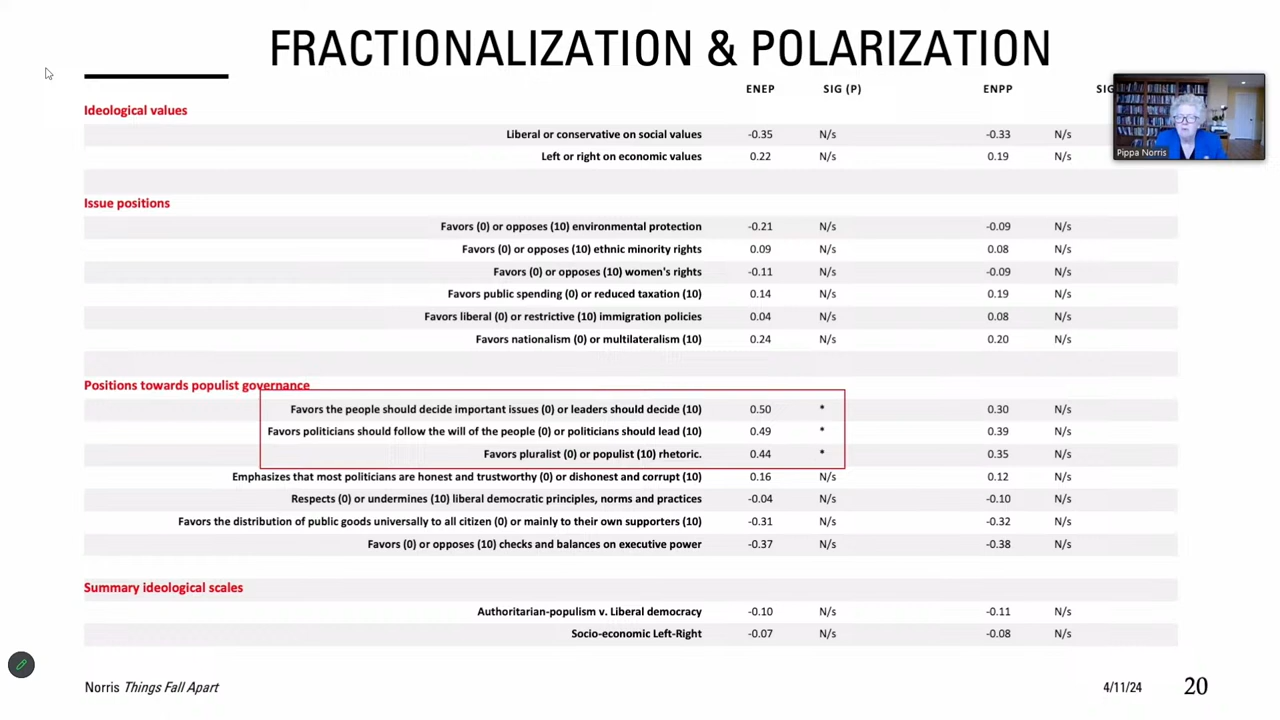 FRACTIONALIZATION & POLARIZATION
ENEP SIG (P) ENPP SIG
Ideological values
Liberal or conservative on social values -0.35 N/s -0.33 N/s
Left or right on economic values 0.22 N/s 0.19 N/s
Pippa Norris
Issue positions
Favors (0) or opposes (10) environmental protection -0.21 N/s -0.09 N/s
Favors (0) or opposes (10) ethnic minority rights 0.09 N/s 0.08 N/s
Favors (0) or opposes (10) women's rights -0.11 N/s -0.09 N/s
Favors public spending (0) or reduced taxation (10) 0.14 N/s 0.19 N/s
Favors liberal (0) or restrictive (10) immigration policies 0.04 N/s 0.08 N/s
Favors nationalism (0) or multilateralism (10) 0.24 N/s 0.20 N/s
Positions towards populist governance
Favors the people should decide important issues (0) or leaders should decide (10) 0.50 * 0.30 N/s
Favors politicians should follow the will of the people (0) or politicians should lead (10) 0.49 * 0.39 N/s
Favors pluralist (0) or populist (10) rhetoric. 0.44 * 0.35 N/s
Emphasizes that most politicians are honest and trustworthy (0) or dishonest and corrupt (10) 0.16 N/s 0.12 N/s
Respects (0) or undermines (10) liberal democratic principles, norms and practices -0.04 N/s -0.10 N/s
Favors the distribution of public goods universally to all citizen (0) or mainly to their own supporters (10) -0.31 N/s -0.32 N/s
Favors (0) or opposes (10) checks and balances on executive power -0.37 N/s -0.38 N/s
Summary ideological scales
Authoritarian-populism v. Liberal democracy -0.10 N/s -0.11 N/s
Socio-economic Left-Right -0.07 N/s -0.08 N/s
Norris Things Fall Apart 4/11/24 20